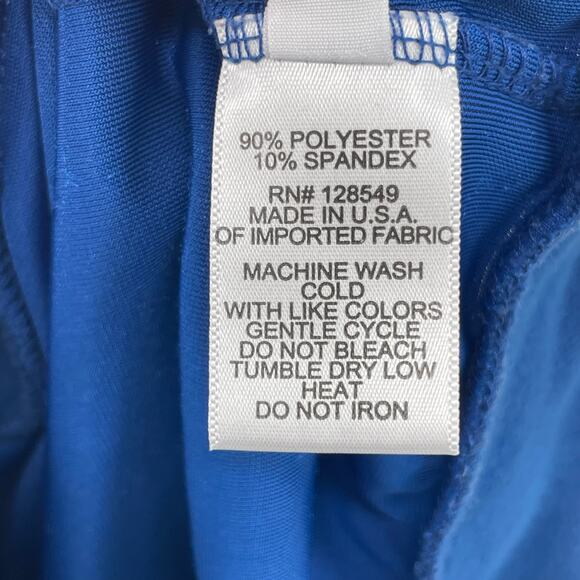 90% POLYESTER
10% SPANDEX
RN# 128549
MADE IN U.S.A.
OF IMPORTED FABRIC
MACHINE WASH
COLD
WITH LIKE COLORS
GENTLE CYCLE
DO NOT BLEACH
TUMBLE DRY LOW
HEAT
DO NOT IRON